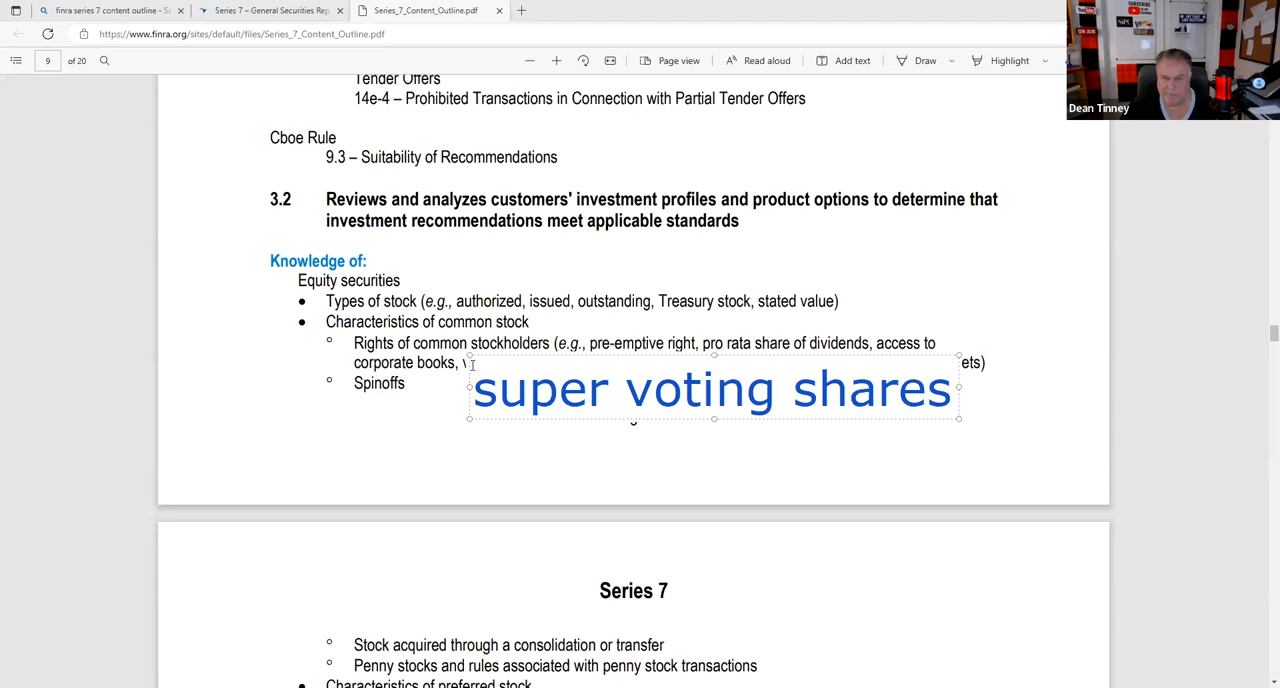 finra series 7 content outline - S
Series 7 – General Securities Rep
Series_7_Content_Outline.pdf
https://www.finra.org/sites/default/files/Series_7_Content_Outline.pdf
9 of 20
Page view
Read aloud
Add text
Draw
Highlight
Dean Tinney
YouTube
SIPC
ON AIR
Tender Offers
14e-4 – Prohibited Transactions in Connection with Partial Tender Offers
Cboe Rule
9.3 – Suitability of Recommendations
3.2 Reviews and analyzes customers' investment profiles and product options to determine that
investment recommendations meet applicable standards
Knowledge of:
Equity securities
• Types of stock (e.g., authorized, issued, outstanding, Treasury stock, stated value)
• Characteristics of common stock
° Rights of common stockholders (e.g., pre-emptive right, pro rata share of dividends, access to
corporate books, ets)
super voting shares
° Spinoffs
Series 7
° Stock acquired through a consolidation or transfer
° Penny stocks and rules associated with penny stock transactions
• Characteristics of preferred stock